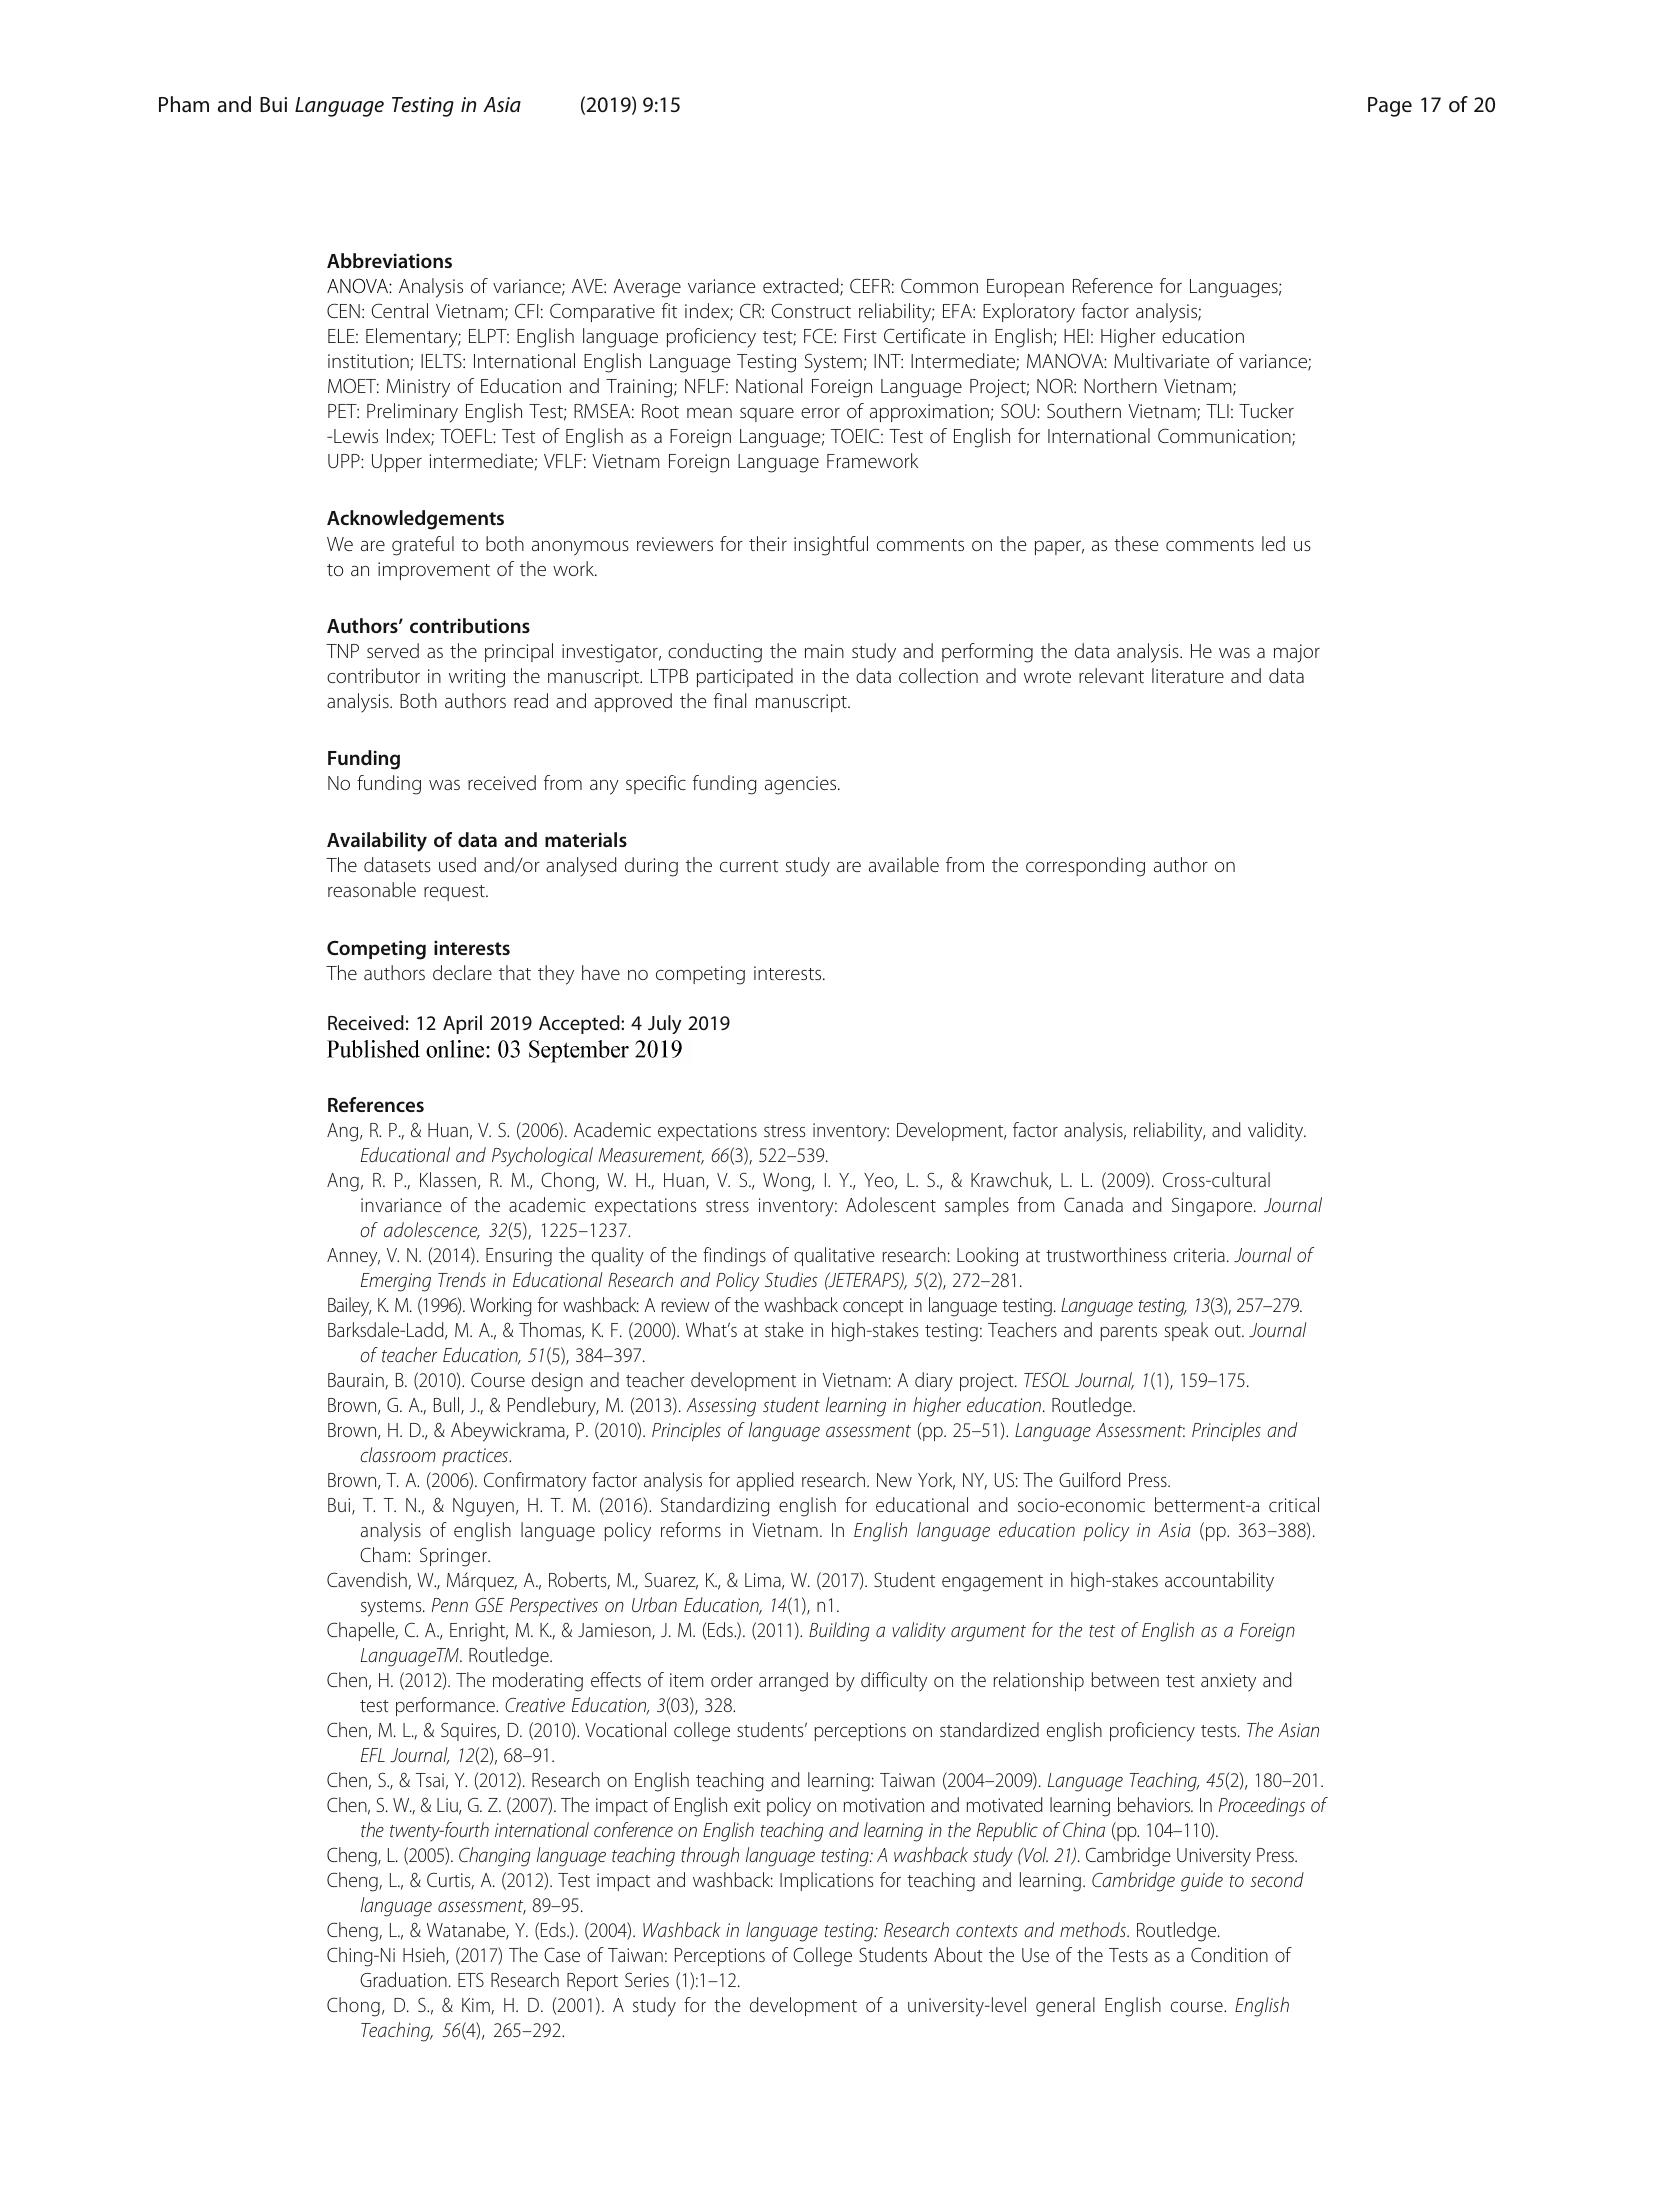 Pham and Bui Language Testing in Asia (2019) 9:15 Page 17 of 20
Abbreviations
ANOVA: Analysis of variance; AVE: Average variance extracted; CEFR: Common European Reference for Languages;
CEN: Central Vietnam; CFI: Comparative fit index; CR: Construct reliability; EFA: Exploratory factor analysis;
ELE: Elementary; ELPT: English language proficiency test; FCE: First Certificate in English; HEI: Higher education
institution; IELTS: International English Language Testing System; INT: Intermediate; MANOVA: Multivariate of variance;
MOET: Ministry of Education and Training; NFLF: National Foreign Language Project; NOR: Northern Vietnam;
PET: Preliminary English Test; RMSEA: Root mean square error of approximation; SOU: Southern Vietnam; TLI: Tucker
-Lewis Index; TOEFL: Test of English as a Foreign Language; TOEIC: Test of English for International Communication;
UPP: Upper intermediate; VFLF: Vietnam Foreign Language Framework
Acknowledgements
We are grateful to both anonymous reviewers for their insightful comments on the paper, as these comments led us
to an improvement of the work.
Authors’ contributions
TNP served as the principal investigator, conducting the main study and performing the data analysis. He was a major
contributor in writing the manuscript. LTPB participated in the data collection and wrote relevant literature and data
analysis. Both authors read and approved the final manuscript.
Funding
No funding was received from any specific funding agencies.
Availability of data and materials
The datasets used and/or analysed during the current study are available from the corresponding author on
reasonable request.
Competing interests
The authors declare that they have no competing interests.
Received: 12 April 2019 Accepted: 4 July 2019
Published online: 03 September 2019
References
Ang, R. P., & Huan, V. S. (2006). Academic expectations stress inventory: Development, factor analysis, reliability, and validity.
Educational and Psychological Measurement, 66(3), 522–539.
Ang, R. P., Klassen, R. M., Chong, W. H., Huan, V. S., Wong, I. Y., Yeo, L. S., & Krawchuk, L. L. (2009). Cross-cultural
invariance of the academic expectations stress inventory: Adolescent samples from Canada and Singapore. Journal
of adolescence, 32(5), 1225–1237.
Anney, V. N. (2014). Ensuring the quality of the findings of qualitative research: Looking at trustworthiness criteria. Journal of
Emerging Trends in Educational Research and Policy Studies (JETERAPS), 5(2), 272–281.
Bailey, K. M. (1996). Working for washback: A review of the washback concept in language testing. Language testing, 13(3), 257–279.
Barksdale-Ladd, M. A., & Thomas, K. F. (2000). What’s at stake in high-stakes testing: Teachers and parents speak out. Journal
of teacher Education, 51(5), 384–397.
Baurain, B. (2010). Course design and teacher development in Vietnam: A diary project. TESOL Journal, 1(1), 159–175.
Brown, G. A., Bull, J., & Pendlebury, M. (2013). Assessing student learning in higher education. Routledge.
Brown, H. D., & Abeywickrama, P. (2010). Principles of language assessment (pp. 25–51). Language Assessment: Principles and
classroom practices.
Brown, T. A. (2006). Confirmatory factor analysis for applied research. New York, NY, US: The Guilford Press.
Bui, T. T. N., & Nguyen, H. T. M. (2016). Standardizing english for educational and socio-economic betterment-a critical
analysis of english language policy reforms in Vietnam. In English language education policy in Asia (pp. 363–388).
Cham: Springer.
Cavendish, W., Márquez, A., Roberts, M., Suarez, K., & Lima, W. (2017). Student engagement in high-stakes accountability
systems. Penn GSE Perspectives on Urban Education, 14(1), n1.
Chapelle, C. A., Enright, M. K., & Jamieson, J. M. (Eds.). (2011). Building a validity argument for the test of English as a Foreign
LanguageTM. Routledge.
Chen, H. (2012). The moderating effects of item order arranged by difficulty on the relationship between test anxiety and
test performance. Creative Education, 3(03), 328.
Chen, M. L., & Squires, D. (2010). Vocational college students’ perceptions on standardized english proficiency tests. The Asian
EFL Journal, 12(2), 68–91.
Chen, S., & Tsai, Y. (2012). Research on English teaching and learning: Taiwan (2004–2009). Language Teaching, 45(2), 180–201.
Chen, S. W., & Liu, G. Z. (2007). The impact of English exit policy on motivation and motivated learning behaviors. In Proceedings of
the twenty-fourth international conference on English teaching and learning in the Republic of China (pp. 104–110).
Cheng, L. (2005). Changing language teaching through language testing: A washback study (Vol. 21). Cambridge University Press.
Cheng, L., & Curtis, A. (2012). Test impact and washback: Implications for teaching and learning. Cambridge guide to second
language assessment, 89–95.
Cheng, L., & Watanabe, Y. (Eds.). (2004). Washback in language testing: Research contexts and methods. Routledge.
Ching-Ni Hsieh, (2017) The Case of Taiwan: Perceptions of College Students About the Use of the Tests as a Condition of
Graduation. ETS Research Report Series (1):1–12.
Chong, D. S., & Kim, H. D. (2001). A study for the development of a university-level general English course. English
Teaching, 56(4), 265–292.